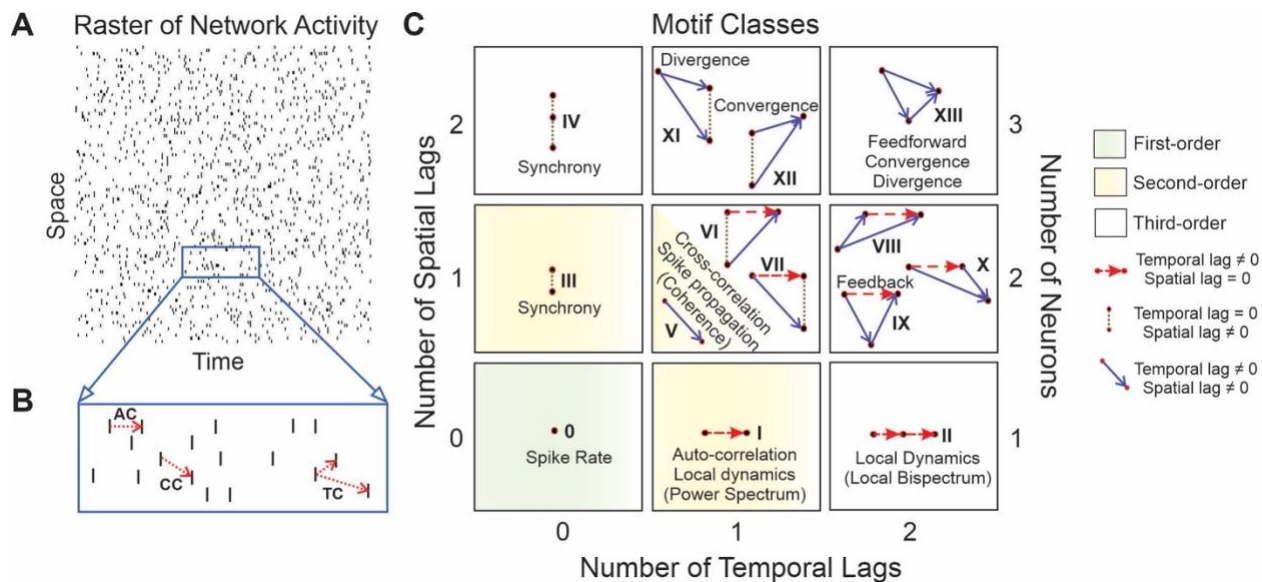 A
Raster of Network Activity
Space
Time
B
AC
CC
TC
C
Motif Classes
Number of Spatial Lags
2
1
0
IV
Synchrony
Divergence
XI
Convergence
XII
XIII
Feedforward
Convergence
Divergence
III
Synchrony
Cross-correlation
Spike propagation
(Coherence)
V
VI
VII
VIII
Feedback
IX
X
0
Spike Rate
I
Auto-correlation
Local dynamics
(Power Spectrum)
II
Local Dynamics
(Local Bispectrum)
3
2
1
Number of Neurons
0
1
2
Number of Temporal Lags
First-order
Second-order
Third-order
Temporal lag ≠ 0
Spatial lag = 0
Temporal lag = 0
Spatial lag ≠ 0
Temporal lag ≠ 0
Spatial lag ≠ 0